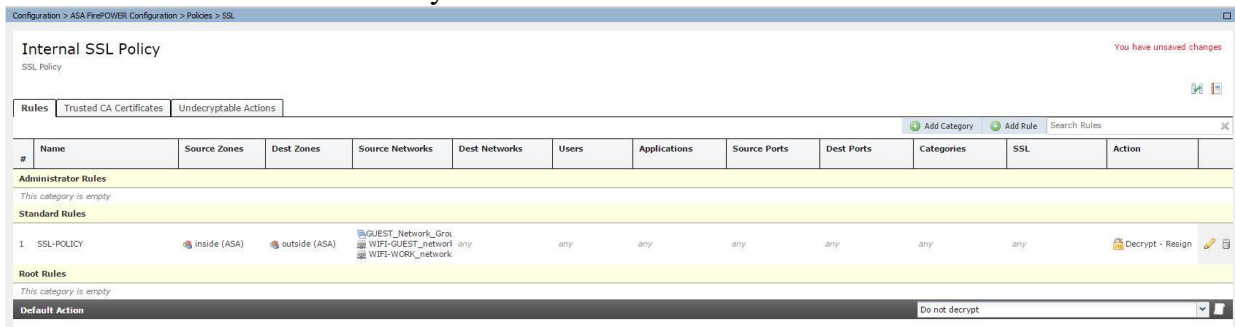 Configuration > ASA FirePOWER Configuration > Policies > SSL
Internal SSL Policy
You have unsaved changes
SSL Policy
Rules Trusted CA Certificates Undecryptable Actions
Add Category Add Rule Search Rules
# Name Source Zones Dest Zones Source Networks Dest Networks Users Applications Source Ports Dest Ports Categories SSL Action
Administrator Rules
This category is empty
Standard Rules
1 SSL-POLICY inside (ASA) outside (ASA) GUEST_Network_Grou
WIFI-GUEST_networl any any any any any any any Decrypt - Resign
WIFI-WORK_network
Root Rules
This category is empty
Default Action Do not decrypt